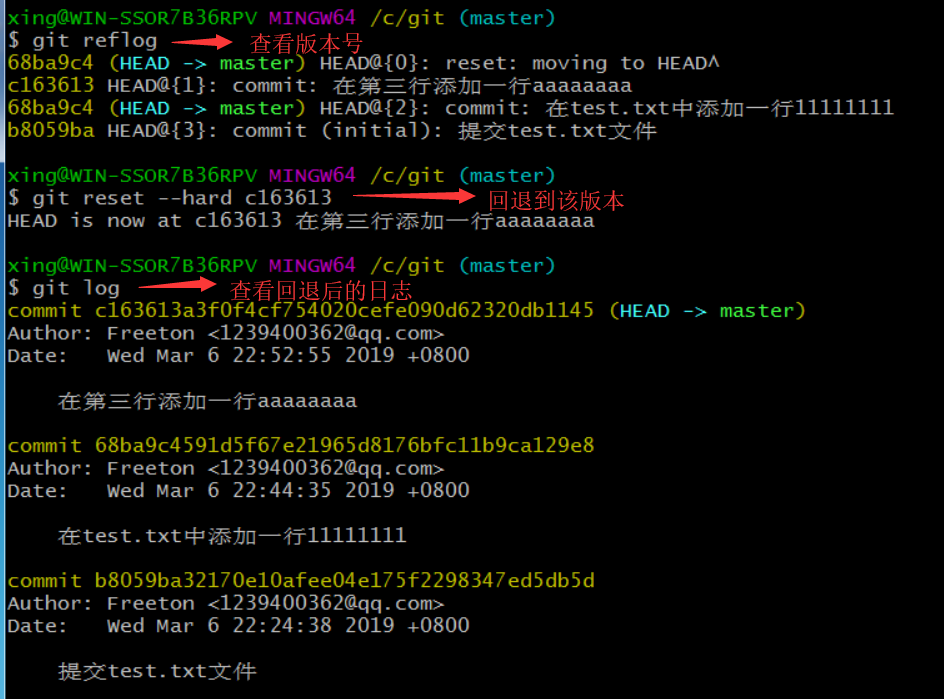 xing@WIN-SSOR7B36RPV MINGW64 /c/git (master)
$ git reflog 查看版本号
68ba9c4 (HEAD -> master) HEAD@{0}: reset: moving to HEAD^
c163613 HEAD@{1}: commit: 在第三行添加一行aaaaaaaa
68ba9c4 (HEAD -> master) HEAD@{2}: commit: 在test.txt中添加一行11111111
b8059ba HEAD@{3}: commit (initial): 提交test.txt文件
xing@WIN-SSOR7B36RPV MINGW64 /c/git (master)
$ git reset --hard c163613 回退到该版本
HEAD is now at c163613 在第三行添加一行aaaaaaaa
xing@WIN-SSOR7B36RPV MINGW64 /c/git (master)
$ git log 查看回退后的日志
commit c163613a3f0f4cf754020cefe090d62320db1145 (HEAD -> master)
Author: Freeton <1239400362@qq.com>
Date:   Wed Mar 6 22:52:55 2019 +0800
在第三行添加一行aaaaaaaa
commit 68ba9c4591d5f67e21965d8176bfc11b9ca129e8
Author: Freeton <1239400362@qq.com>
Date:   Wed Mar 6 22:44:35 2019 +0800
在test.txt中添加一行11111111
commit b8059ba32170e10afee04e175f2298347ed5db5d
Author: Freeton <1239400362@qq.com>
Date:   Wed Mar 6 22:24:38 2019 +0800
提交test.txt文件